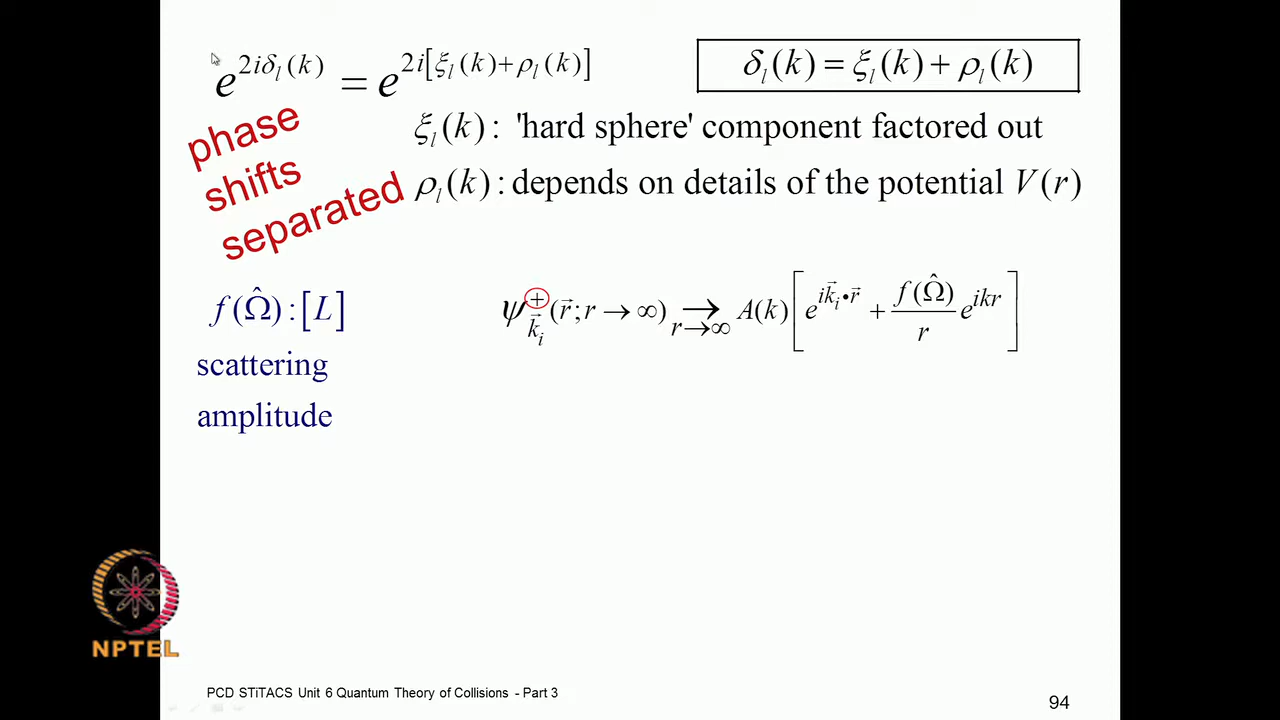 e^{2iδ_l(k)} = e^{2i[ξ_l(k)+ρ_l(k)]}
δ_l(k) = ξ_l(k) + ρ_l(k)
phase
shifts
separated
ξ_l(k) : 'hard sphere' component factored out
ρ_l(k) : depends on details of the potential V(r)
f(Ω̂) : [L]
scattering
amplitude
ψ^+_{k⃗_i}(r⃗; r → ∞) →_{r→∞} A(k) [ e^{ik⃗_i•r⃗} + \frac{f(Ω̂)}{r} e^{ikr} ]
NPTEL
PCD STiTACS Unit 6 Quantum Theory of Collisions - Part 3
94